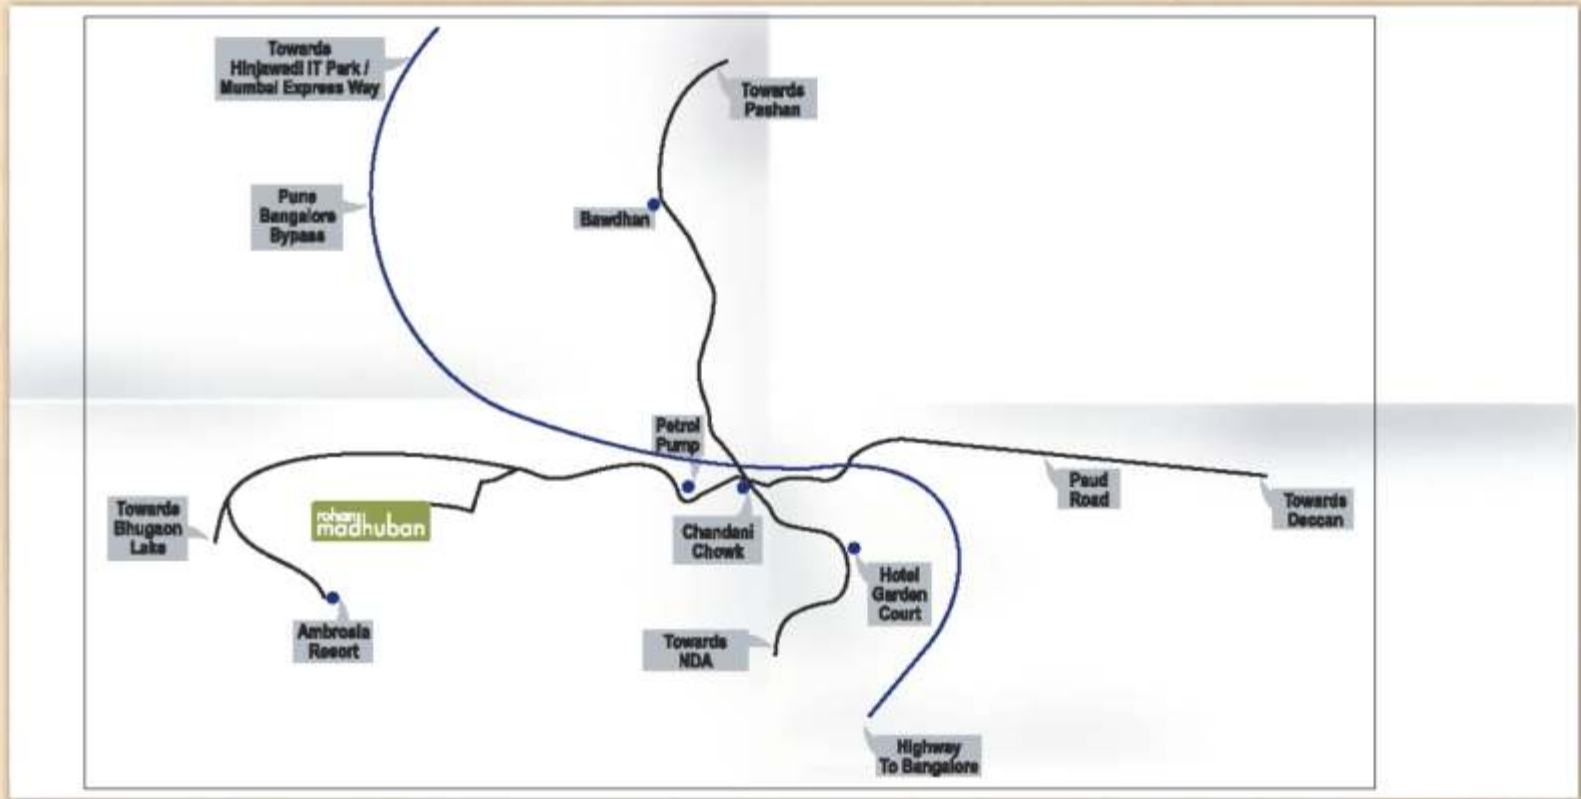 Towards
Hinjawadi IT Park /
Mumbai Express Way
Towards
Pashan
Pune
Bangalore
Bypass
Bawdhan
Petrol
Pump
Paud
Road
Towards
Deccan
Towards
Bhugaon
Lake
rohan
madhuban
Chandani
Chowk
Hotel
Garden
Court
Ambrosia
Resort
Towards
NDA
Highway
To Bangalore